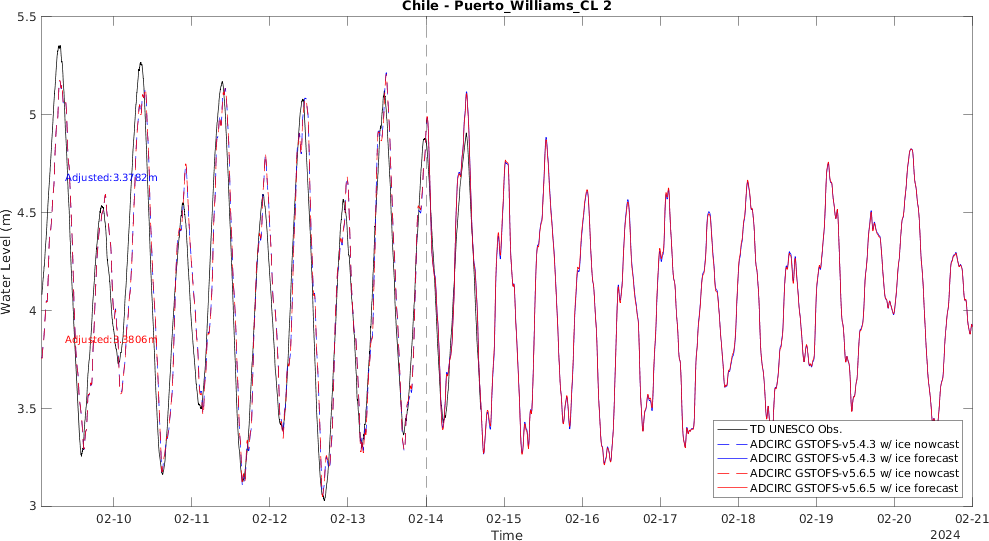 Chile - Puerto_Williams_CL 2
Water Level (m)
5.5
5
4.5
4
3.5
3
Adjusted:3.3782m
Adjusted:3.3806m
TD UNESCO Obs.
ADCIRC GSTOFS-v5.4.3 w/ ice nowcast
ADCIRC GSTOFS-v5.4.3 w/ ice forecast
ADCIRC GSTOFS-v5.6.5 w/ ice nowcast
ADCIRC GSTOFS-v5.6.5 w/ ice forecast
02-10 02-11 02-12 02-13 02-14 02-15 02-16 02-17 02-18 02-19 02-20 02-21
Time
2024